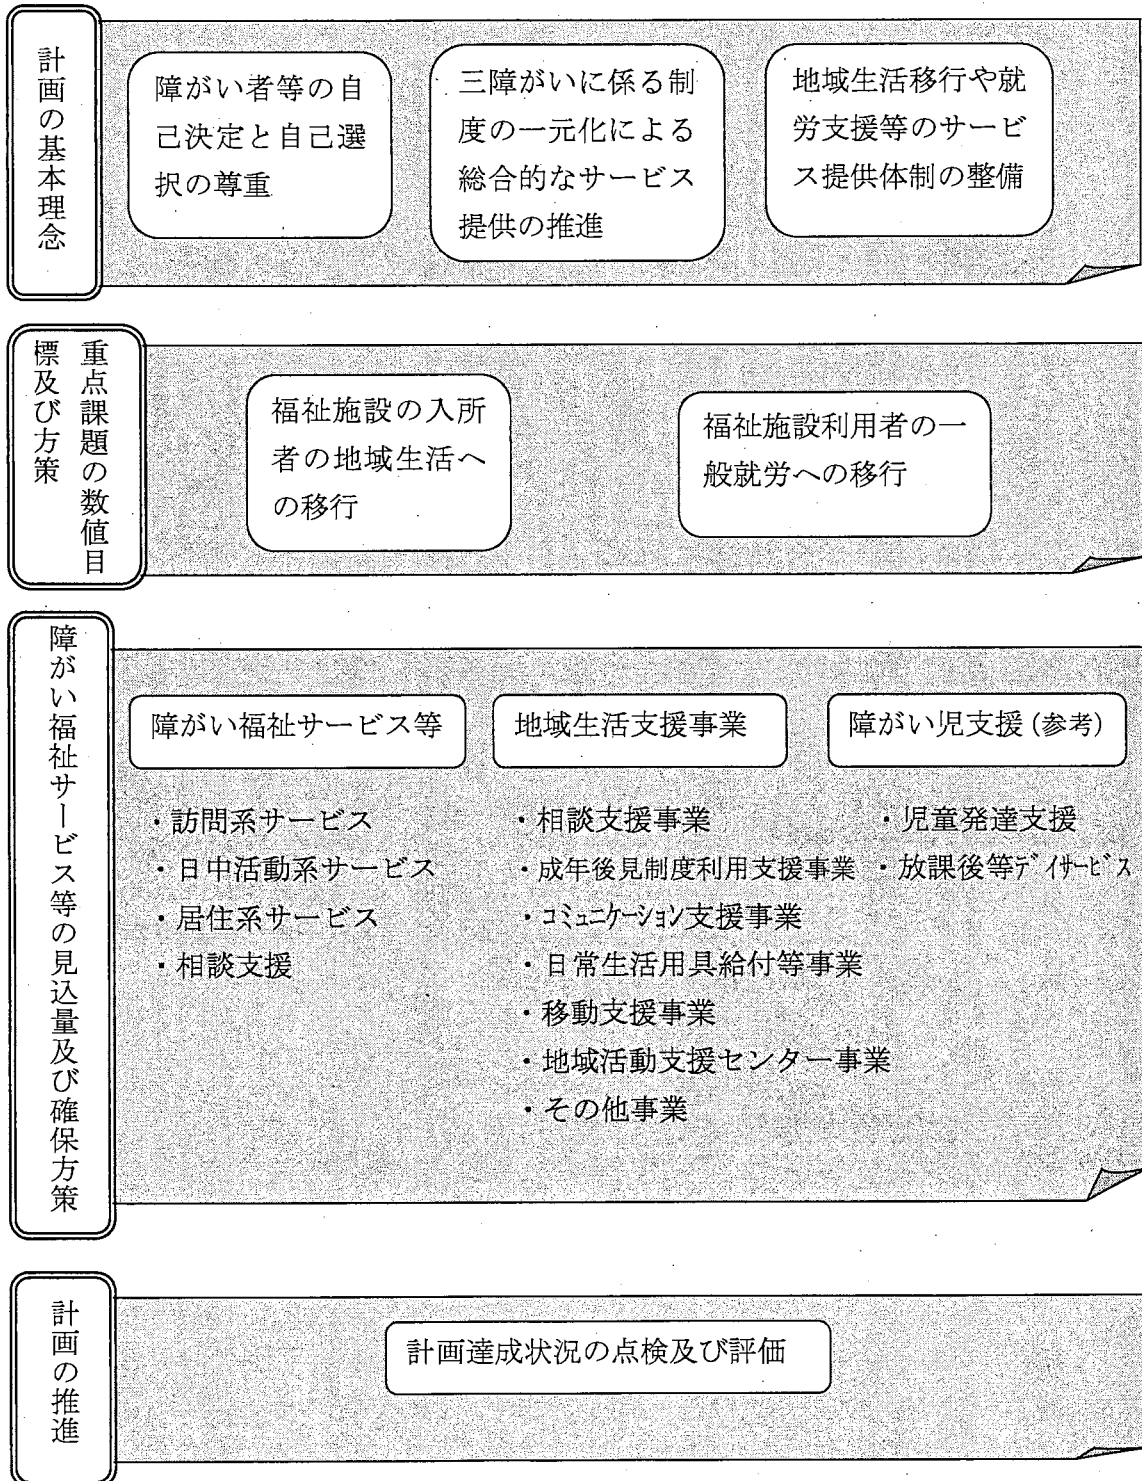 計画の基本理念
障がい者等の自
己決定と自己選
択の尊重
三障がいに係る制
度の一元化による
総合的なサービス
提供の推進
地域生活移行や就
労支援等のサービ
ス提供体制の整備
重点課題の数値目
標及び方策
福祉施設の入所
者の地域生活へ
の移行
福祉施設利用者の一
般就労への移行
障がい福祉サービス等の見込量及び確保方策
障がい福祉サービス等
・訪問系サービス
・日中活動系サービス
・居住系サービス
・相談支援
地域生活支援事業
・相談支援事業
・成年後見制度利用支援事業
・ｺﾐｭﾆｹｰｼｮﾝ支援事業
・日常生活用具給付等事業
・移動支援事業
・地域活動支援センター事業
・その他事業
障がい児支援(参考)
・児童発達支援
・放課後等ﾃﾞｲｻｰﾋﾞｽ
計画の推進
計画達成状況の点検及び評価